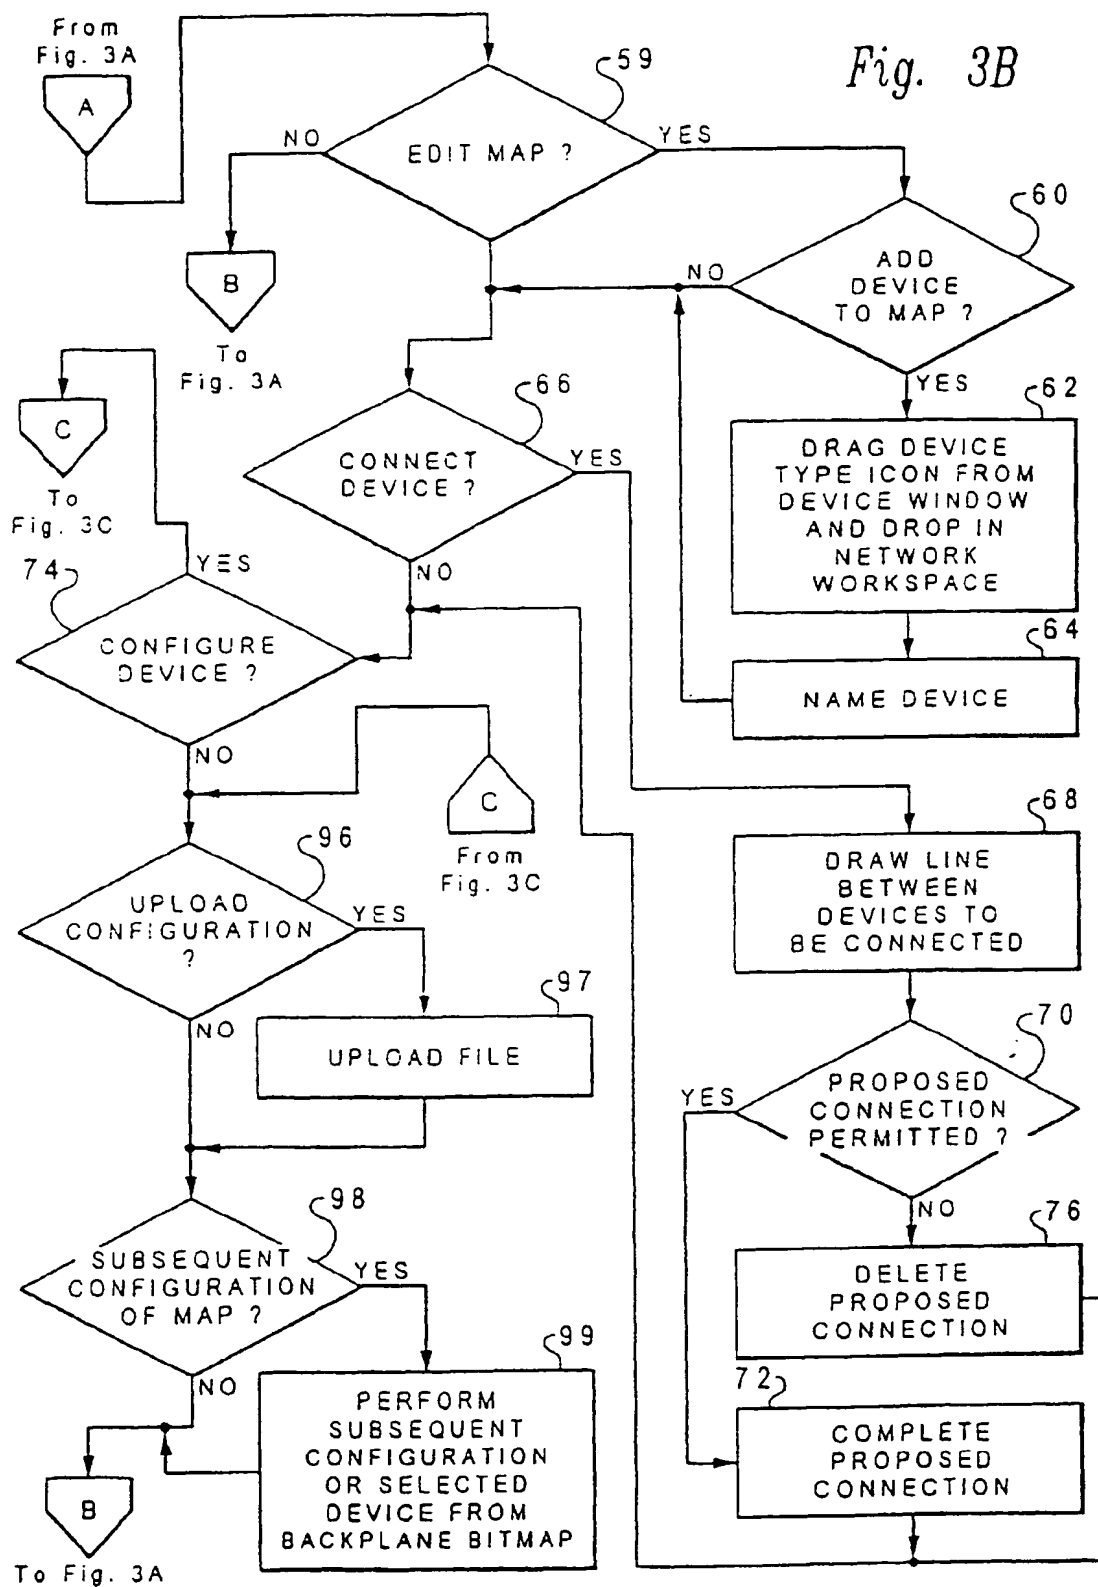 From
Fig. 3A
A
Fig. 3B
59
EDIT MAP ?
NO
YES
B
To
Fig. 3A
60
ADD
DEVICE
TO MAP ?
NO
YES
C
To
Fig. 3C
66
CONNECT
DEVICE ?
YES
NO
62
DRAG DEVICE
TYPE ICON FROM
DEVICE WINDOW
AND DROP IN
NETWORK
WORKSPACE
64
NAME DEVICE
74
YES
CONFIGURE
DEVICE ?
NO
C
From
Fig. 3C
68
DRAW LINE
BETWEEN
DEVICES TO
BE CONNECTED
96
UPLOAD
CONFIGURATION
?
YES
NO
97
UPLOAD FILE
70
PROPOSED
CONNECTION
PERMITTED ?
YES
NO
76
DELETE
PROPOSED
CONNECTION
72
COMPLETE
PROPOSED
CONNECTION
98
SUBSEQUENT
CONFIGURATION
OF MAP ?
YES
NO
99
PERFORM
SUBSEQUENT
CONFIGURATION
OR SELECTED
DEVICE FROM
BACKPLANE BITMAP
B
To Fig. 3A